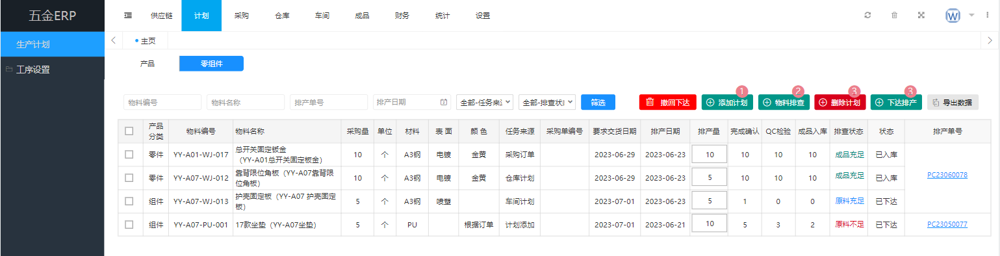 五金ERP
供应链 计划 采购 仓库 车间 成品 财务 统计 设置
W
生产计划
主页
工序设置
产品 零组件
1 2 3 3
物料编号 物料名称 排产单号 排产日期 全部-任务来 全部-排查状 筛选 撤回下达 添加计划 物料排查 删除计划 下达排产 导出数据
产品分类 物料编号 物料名称 采购量 单位 材料 表 面 颜 色 任务来源 采购单编号 要求交货日期 排产日期 排产量 完成确认 QC检验 成品入库 排查状态 状态 排产单号
零件 YY-A01-WJ-017 总开关固定钣金(YY-A01总开关固定钣金) 10 个 A3钢 电镀 金黄 采购订单 2023-06-29 2023-06-23 10 10 10 10 成品充足 已入库
零件 YY-A07-WJ-012 靠背限位角板(YY-A07靠背限位角板) 10 个 A3钢 电镀 金黄 仓库计划 2023-06-29 2023-06-23 5 10 10 10 成品充足 已入库 PC23060078
组件 YY-A07-WJ-013 护壳固定板(YY-A07 护壳固定板) 5 个 A3钢 喷塑 车间计划 2023-07-01 2023-06-23 5 1 0 0 原料充足 已下达
组件 YY-A07-PU-001 17款坐垫(YY-A07坐垫) 5 个 PU 根据订单 计划添加 2023-07-01 2023-06-21 10 5 3 2 原料不足 已下达 PC23050077